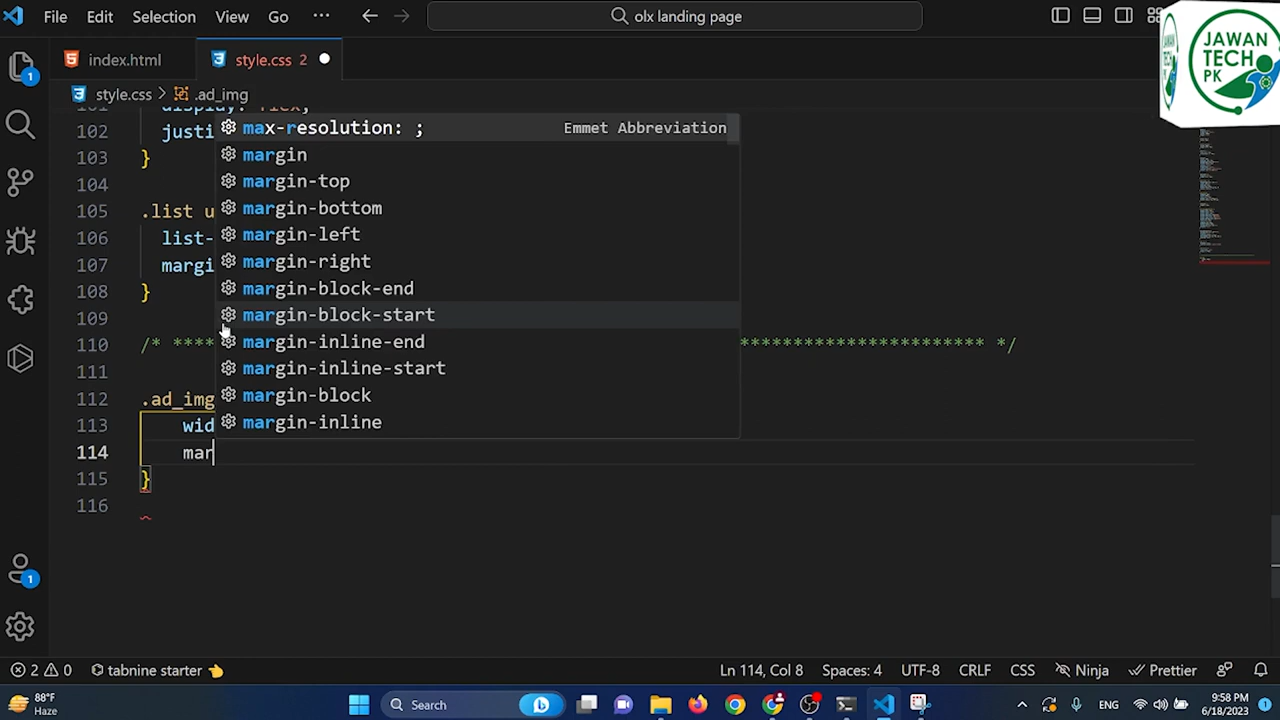 File Edit Selection View Go ··· olx landing page
JAWAN
TECH
PK
index.html style.css 2
1
style.css > .ad_img
102 justi
103 }
104
105 .list u
106 list-
107 margi
108 }
109
110 /* **** *********************** */
111
112 .ad_img
113 wid
114 mar
115 }
116
max-resolution: ; Emmet Abbreviation
margin
margin-top
margin-bottom
margin-left
margin-right
margin-block-end
margin-block-start
margin-inline-end
margin-inline-start
margin-block
margin-inline
1
2 0 tabnine starter Ln 114, Col 8 Spaces: 4 UTF-8 CRLF CSS Ninja Prettier
88°F
Haze
Search
ENG
9:58 PM
6/18/2023
1